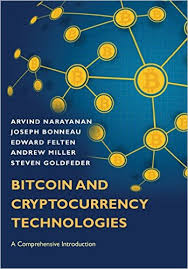 ARVIND NARAYANAN
JOSEPH BONNEAU
EDWARD FELTEN
ANDREW MILLER
STEVEN GOLDFEDER
BITCOIN AND
CRYPTOCURRENCY
TECHNOLOGIES
A Comprehensive Introduction